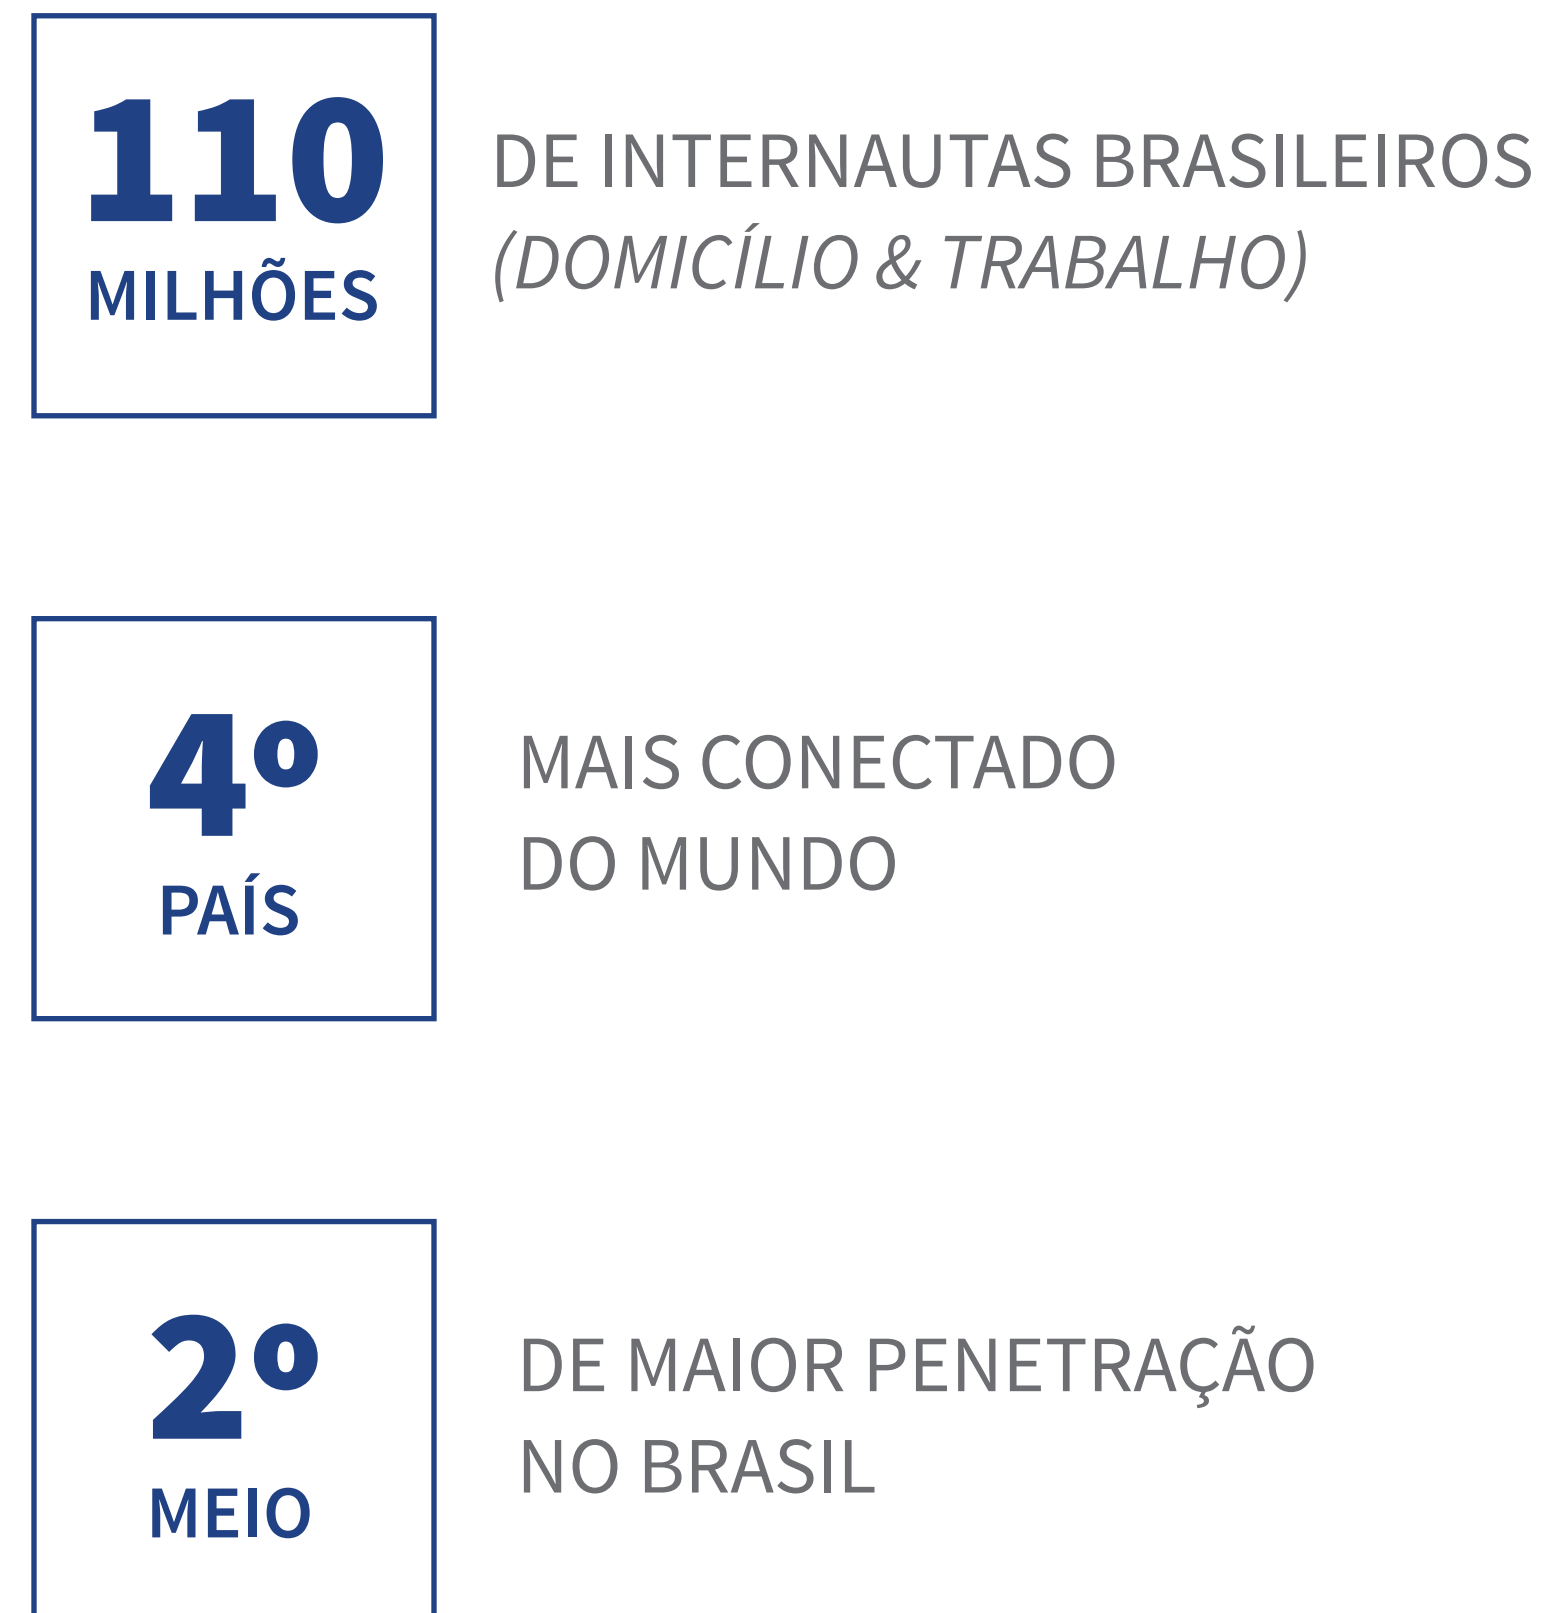 110
MILHÕES
DE INTERNAUTAS BRASILEIROS
(DOMICÍLIO & TRABALHO)
4º
PAÍS
MAIS CONECTADO
DO MUNDO
2º
MEIO
DE MAIOR PENETRAÇÃO
NO BRASIL